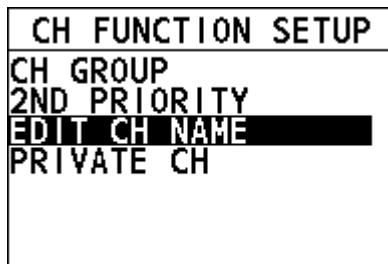 CH FUNCTION SETUP
CH GROUP
2ND PRIORITY
EDIT CH NAME
PRIVATE CH